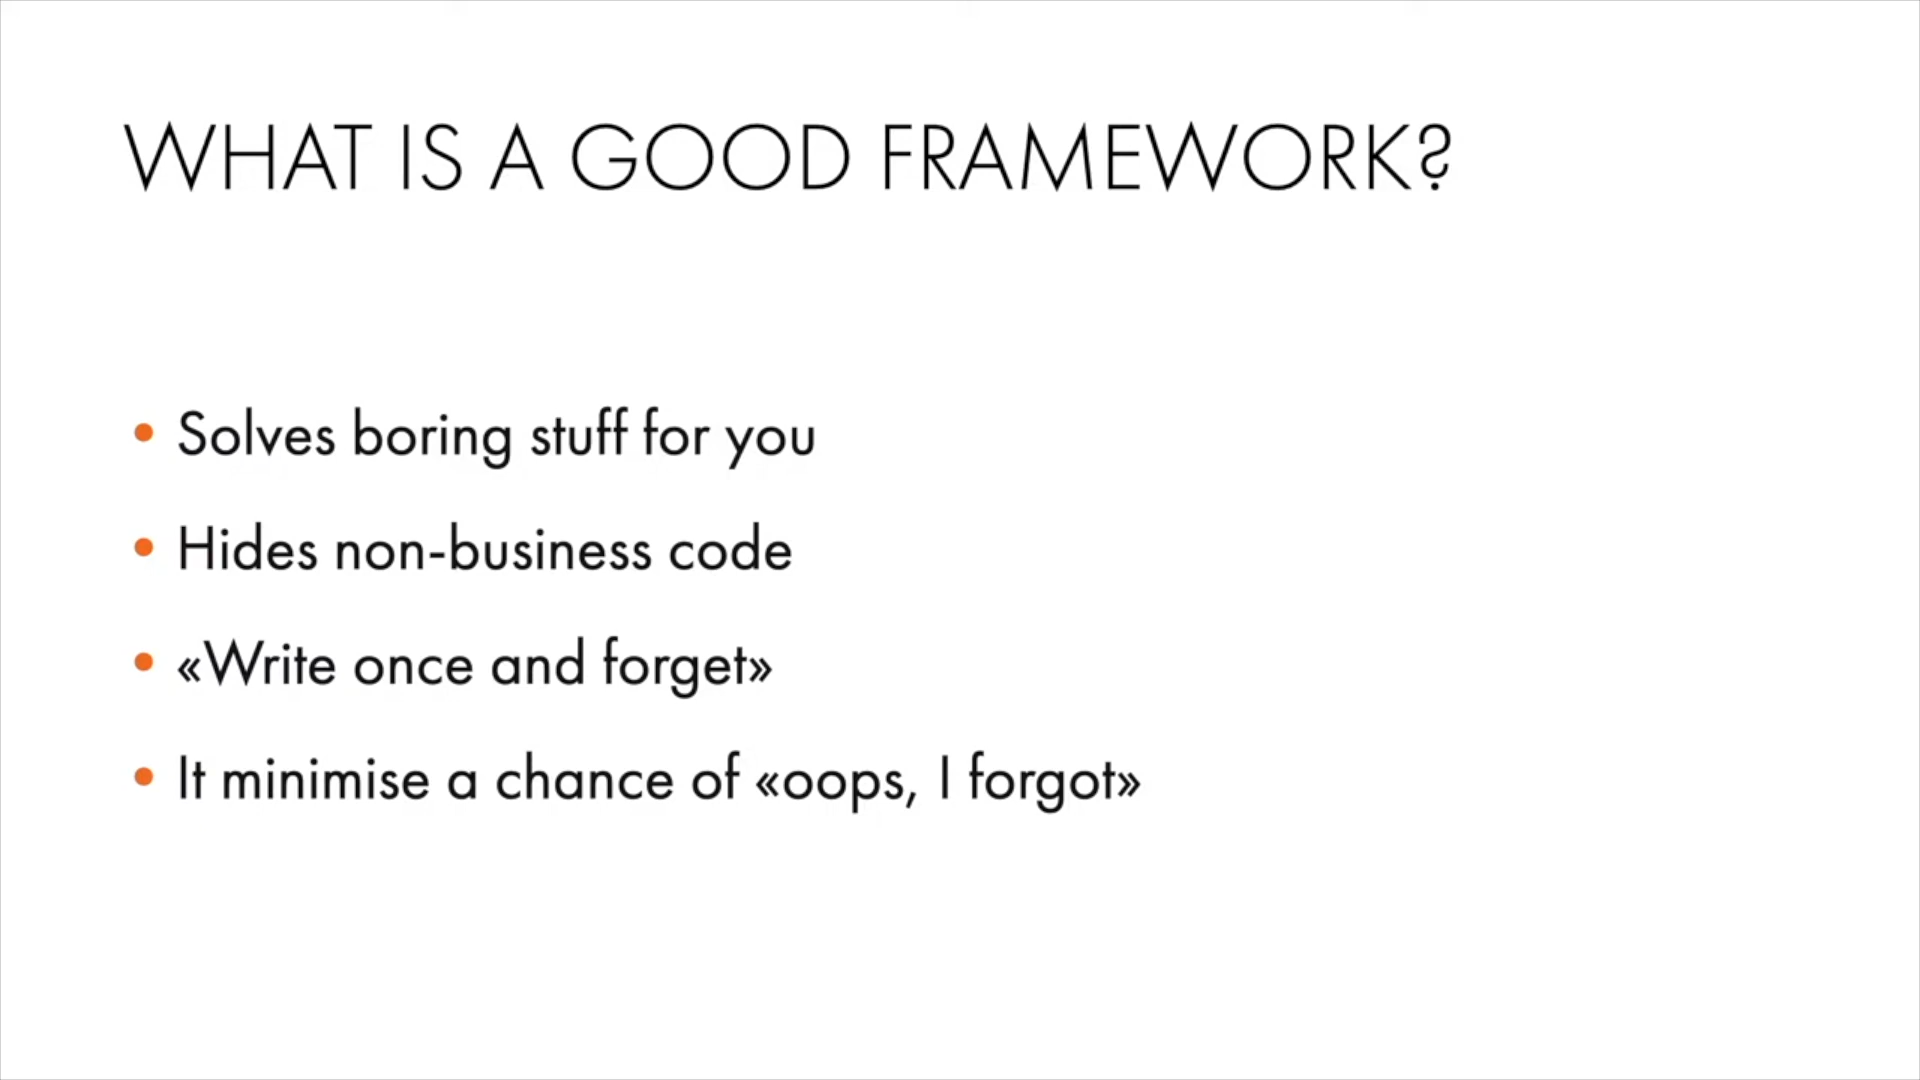 WHAT IS A GOOD FRAMEWORK?
• Solves boring stuff for you
• Hides non-business code
• «Write once and forget»
• It minimise a chance of «oops, I forgot»